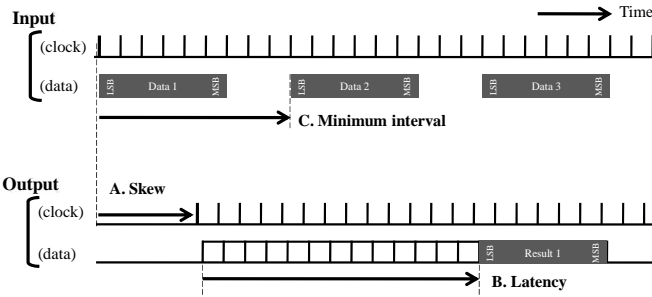 Input
Time
(clock)
(data)
LSB
Data 1
MSB
LSB
Data 2
MSB
LSB
Data 3
MSB
C. Minimum interval
Output
A. Skew
(clock)
(data)
LSB
Result 1
MSB
B. Latency